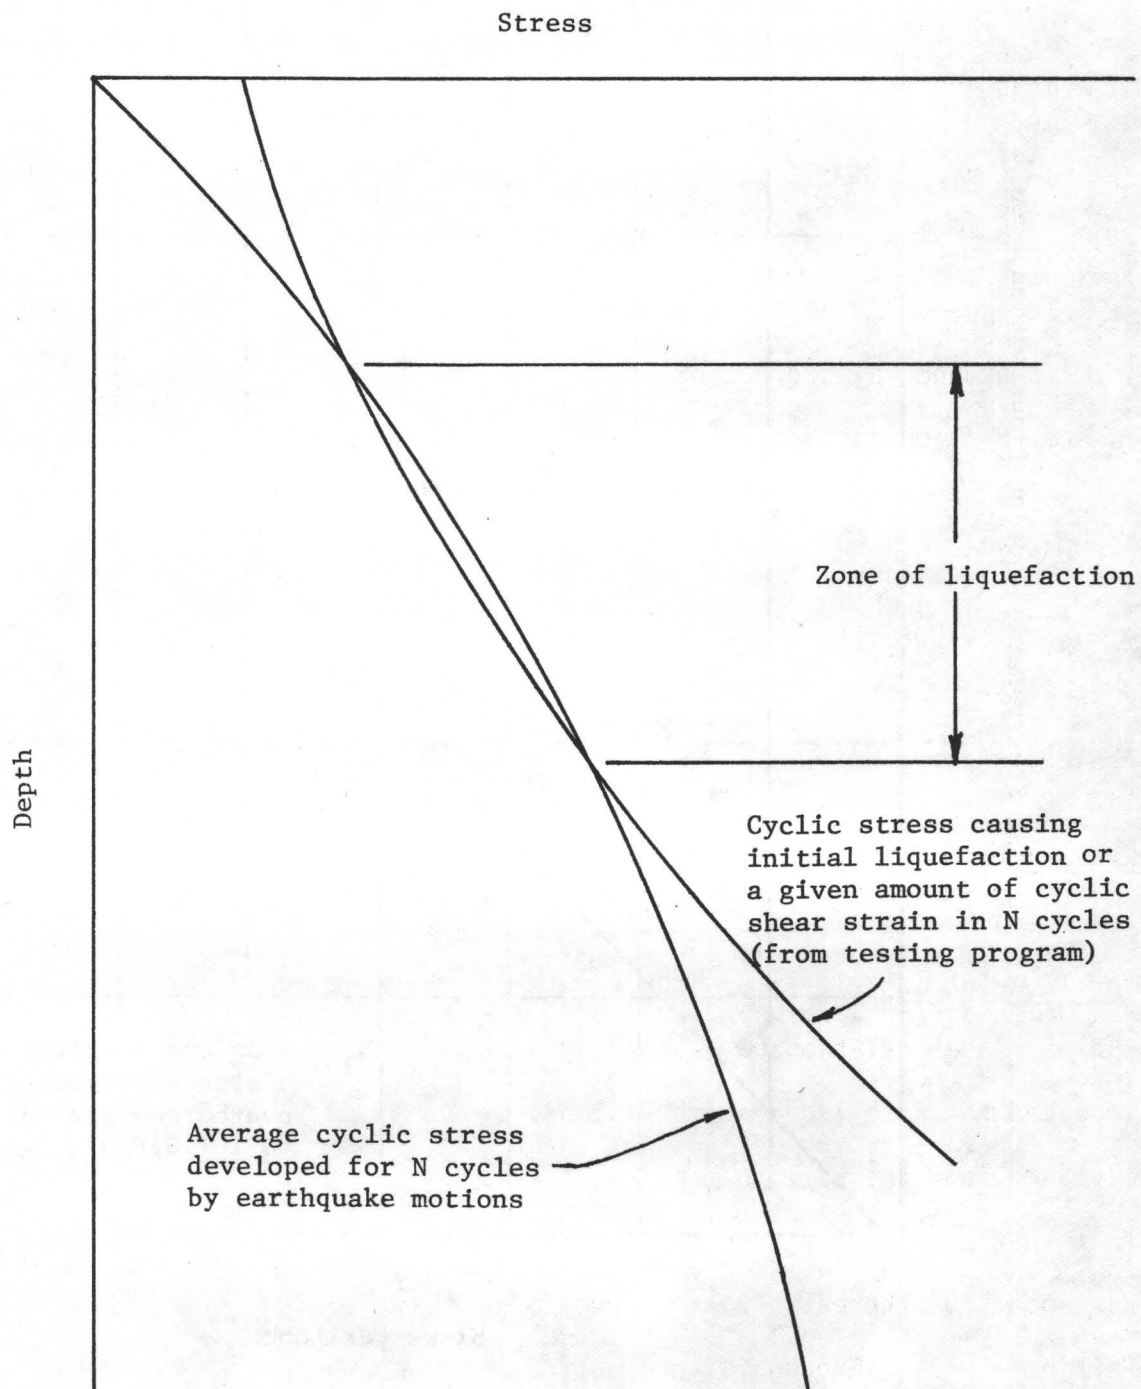 Stress
Depth
Zone of liquefaction
Cyclic stress causing
initial liquefaction or
a given amount of cyclic
shear strain in N cycles
(from testing program)
Average cyclic stress
developed for N cycles
by earthquake motions